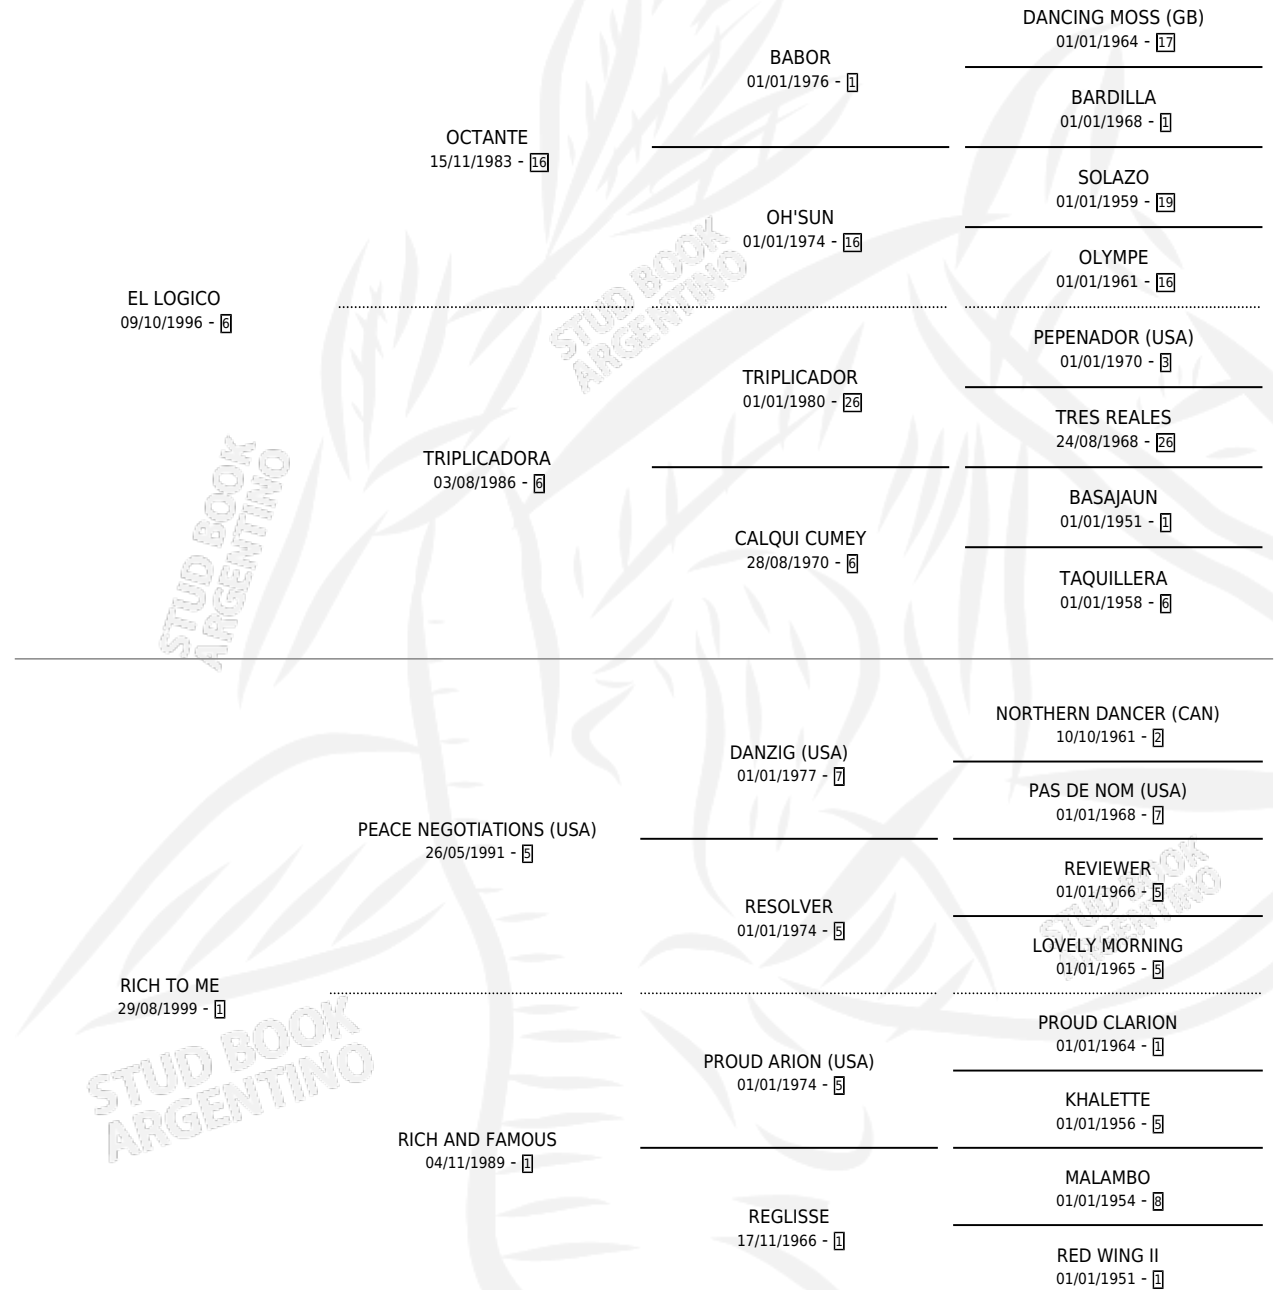 DANCING MOSS (GB)
01/01/1964 - 17
BABOR
01/01/1976 - 1
BARDILLA
01/01/1968 - 1
OCTANTE
15/11/1983 - 16
SOLAZO
01/01/1959 - 19
OH'SUN
01/01/1974 - 16
OLYMPE
01/01/1961 - 16
EL LOGICO
09/10/1996 - 6
PEPENADOR (USA)
01/01/1970 - 3
TRIPLICADOR
01/01/1980 - 26
TRES REALES
24/08/1968 - 26
TRIPLICADORA
03/08/1986 - 6
BASAJAUN
01/01/1951 - 1
CALQUI CUMEY
28/08/1970 - 6
TAQUILLERA
01/01/1958 - 6
STUD BOOK
ARGENTINO
STUD BOOK
ARGENTINO
NORTHERN DANCER (CAN)
10/10/1961 - 2
DANZIG (USA)
01/01/1977 - 7
PAS DE NOM (USA)
01/01/1968 - 7
PEACE NEGOTIATIONS (USA)
26/05/1991 - 5
REVIEWER
01/01/1966 - 5
RESOLVER
01/01/1974 - 5
LOVELY MORNING
01/01/1965 - 5
STUD BOOK
ARGENTINO
RICH TO ME
29/08/1999 - 1
PROUD CLARION
01/01/1964 - 1
PROUD ARION (USA)
01/01/1974 - 5
KHALETTE
01/01/1956 - 5
RICH AND FAMOUS
04/11/1989 - 1
MALAMBO
01/01/1954 - 8
REGLISSE
17/11/1966 - 1
RED WING II
01/01/1951 - 1
STUD BOOK
ARGENTINO